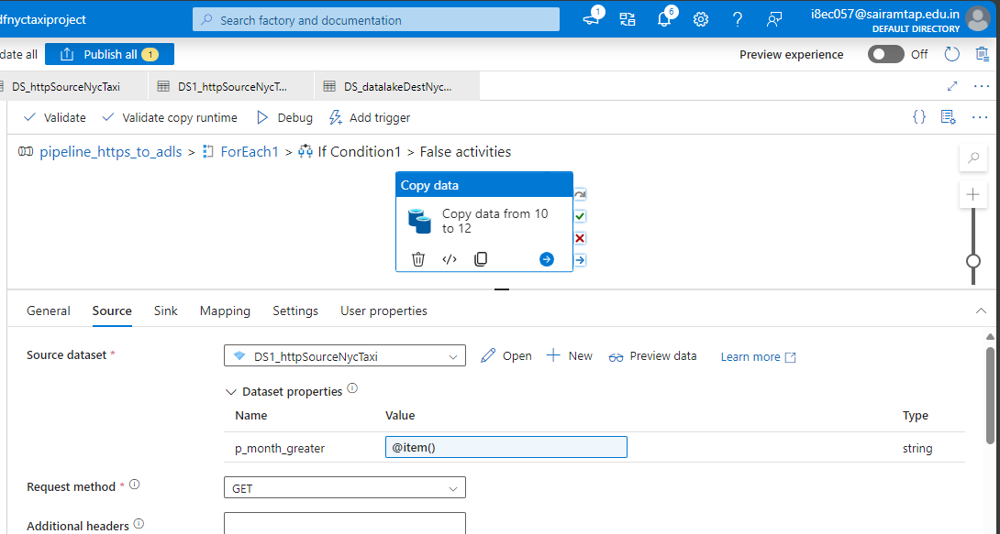 dfnyctaxiproject
Search factory and documentation
1
6
i8ec057@sairamtap.edu.in
DEFAULT DIRECTORY
date all
Publish all 1
Preview experience
Off
DS_httpSourceNycTaxi
DS1_httpSourceNycT...
DS_datalakeDestNyc...
Validate
Validate copy runtime
Debug
Add trigger
pipeline_https_to_adls > ForEach1 > If Condition1 > False activities
Copy data
Copy data from 10
to 12
General
Source
Sink
Mapping
Settings
User properties
Source dataset *
DS1_httpSourceNycTaxi
Open
New
Preview data
Learn more
Dataset properties
Name
Value
Type
p_month_greater
@item()
string
Request method *
GET
Additional headers